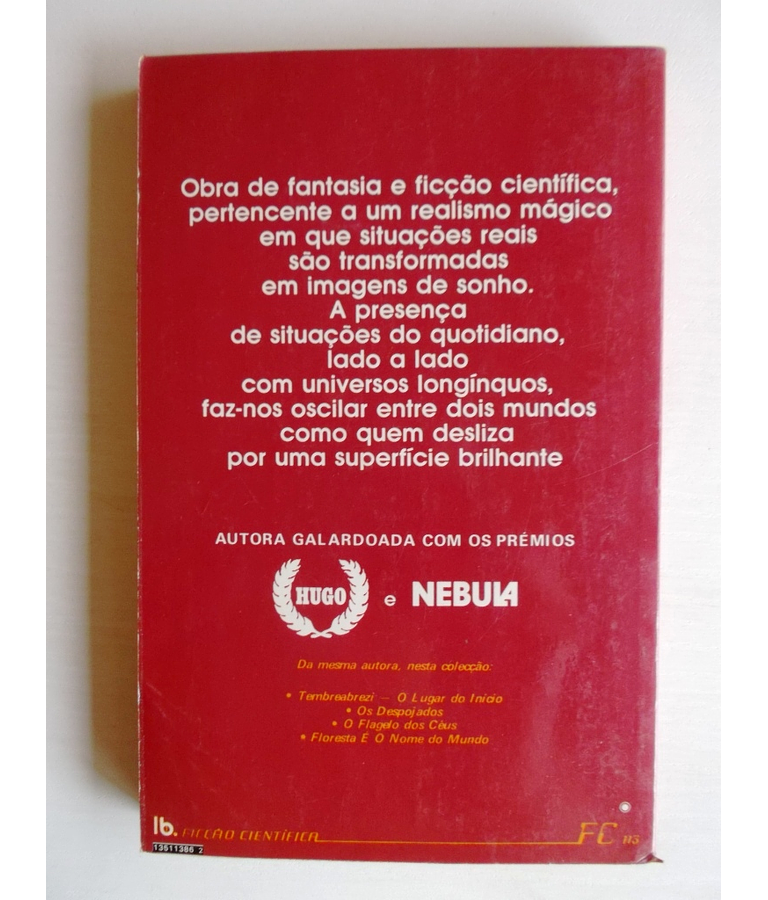 Obra de fantasia e ficção científica,
pertencente a um realismo mágico
em que situações reais
são transformadas
em imagens de sonho.
A presença
de situações do quotidiano,
lado a lado
com universos longínquos,
faz-nos oscilar entre dois mundos
como quem desliza
por uma superfície brilhante
AUTORA GALARDOADA COM OS PRÉMIOS
HUGO e NEBULA
Da mesma autora, nesta colecção:
• Tembreabrezi — O Lugar do Início
• Os Despojados
• O Flagelo dos Céus
• Floresta É O Nome do Mundo
lb. FICÇÃO CIENTÍFICA FC 113
13511386 2